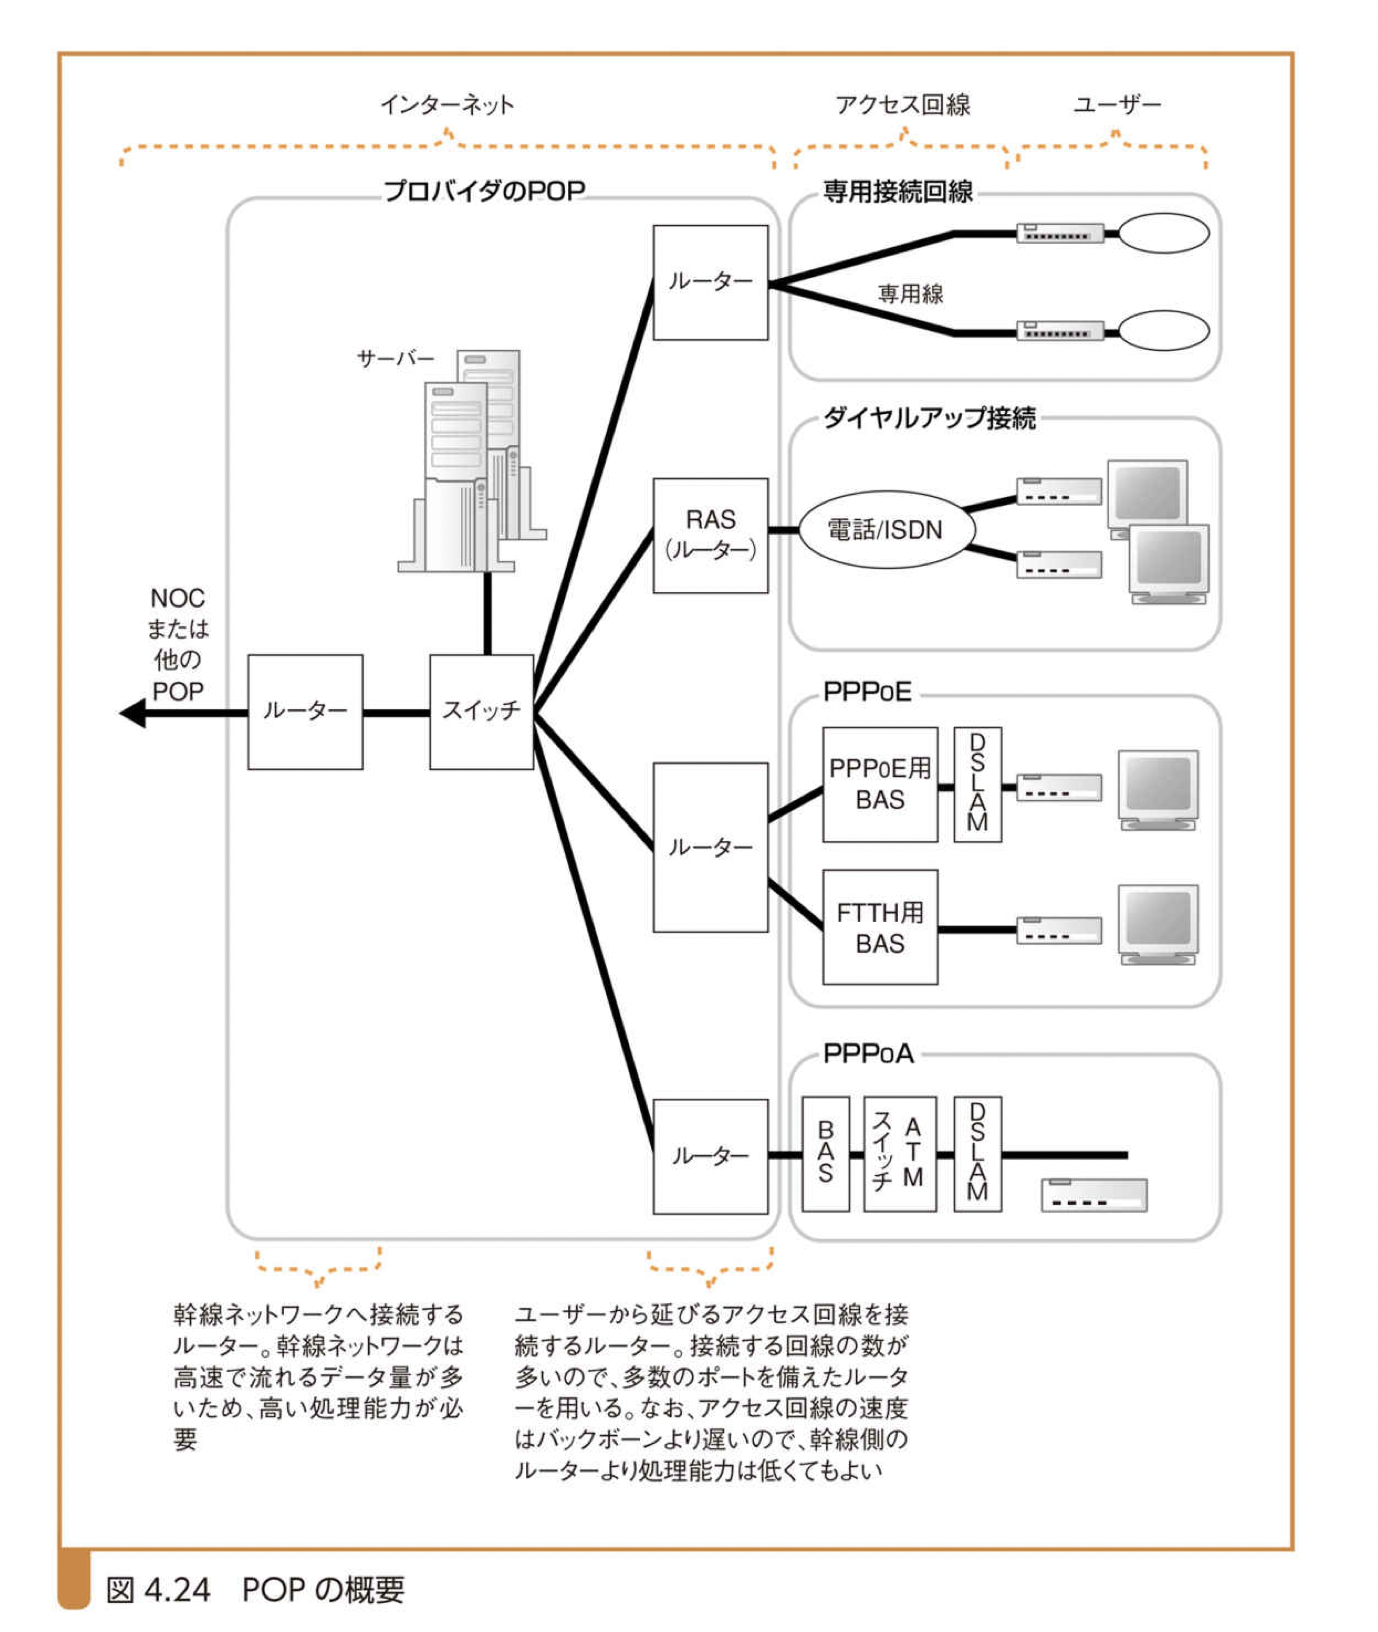 インターネット
アクセス回線
ユーザー
プロバイダのPOP
専用接続回線
ルーター
専用線
サーバー
ダイヤルアップ接続
RAS
(ルーター)
電話/ISDN
NOC
または
他の
POP
ルーター
スイッチ
PPPoE
ルーター
PPPoE用
BAS
DSLAM
FTTH用
BAS
PPPoA
ルーター
BAS
ATM
スイッチ
DSLAM
幹線ネットワークへ接続する
ルーター。幹線ネットワークは
高速で流れるデータ量が多
いため、高い処理能力が必
要
ユーザーから延びるアクセス回線を接
続するルーター。接続する回線の数が
多いので、多数のポートを備えたルータ
ーを用いる。なお、アクセス回線の速度
はバックボーンより遅いので、幹線側の
ルーターより処理能力は低くてもよい
図 4.24　POP の概要